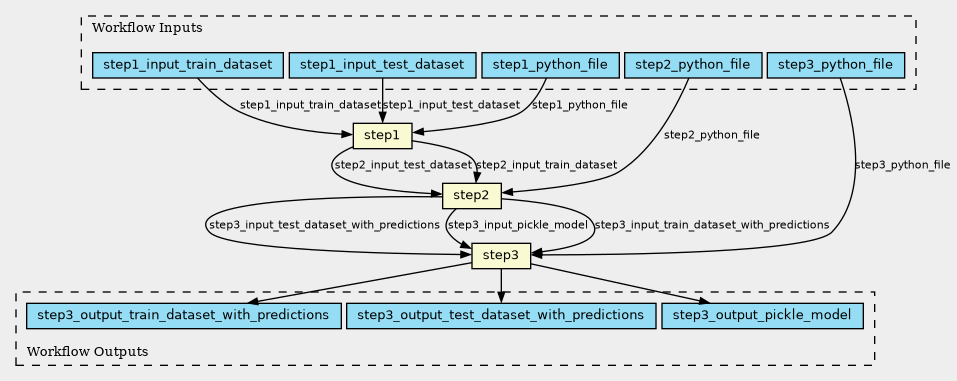 Workflow Inputs
step1_input_train_dataset
step1_input_test_dataset
step1_python_file
step2_python_file
step3_python_file
step1_input_train_dataset
step1_input_test_dataset
step1_python_file
step1
step2_python_file
step2_input_test_dataset
step2_input_train_dataset
step3_python_file
step2
step3_input_test_dataset_with_predictions
step3_input_pickle_model
step3_input_train_dataset_with_predictions
step3
step3_output_train_dataset_with_predictions
step3_output_test_dataset_with_predictions
step3_output_pickle_model
Workflow Outputs